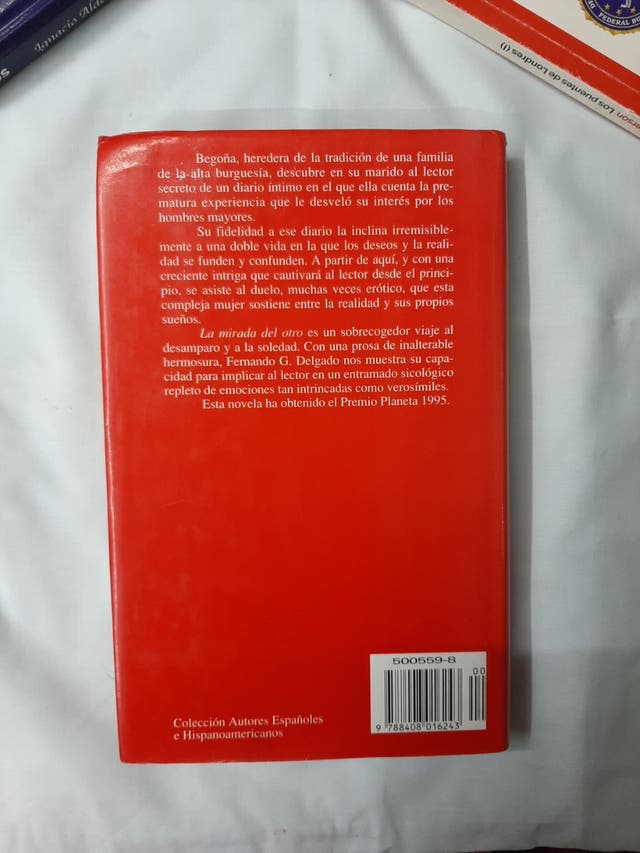 Ignacio Alde
S
FEDERAL BU
erson Los puentes de Londres (I)
Begoña, heredera de la tradición de una familia
de la alta burguesía, descubre en su marido al lector
secreto de un diario íntimo en el que ella cuenta la pre-
matura experiencia que le desveló su interés por los
hombres mayores.
Su fidelidad a ese diario la inclina irremisible-
mente a una doble vida en la que los deseos y la reali-
dad se funden y confunden. A partir de aquí, y con una
creciente intriga que cautivará al lector desde el princi-
pio, se asiste al duelo, muchas veces erótico, que esta
compleja mujer sostiene entre la realidad y sus propios
sueños.
La mirada del otro es un sobrecogedor viaje al
desamparo y a la soledad. Con una prosa de inalterable
hermosura, Fernando G. Delgado nos muestra su capa-
cidad para implicar al lector en un entramado sicológico
repleto de emociones tan intrincadas como verosímiles.
Esta novela ha obtenido el Premio Planeta 1995.
500559-8
00
9 788408 016243
Colección Autores Españoles
e Hispanoamericanos